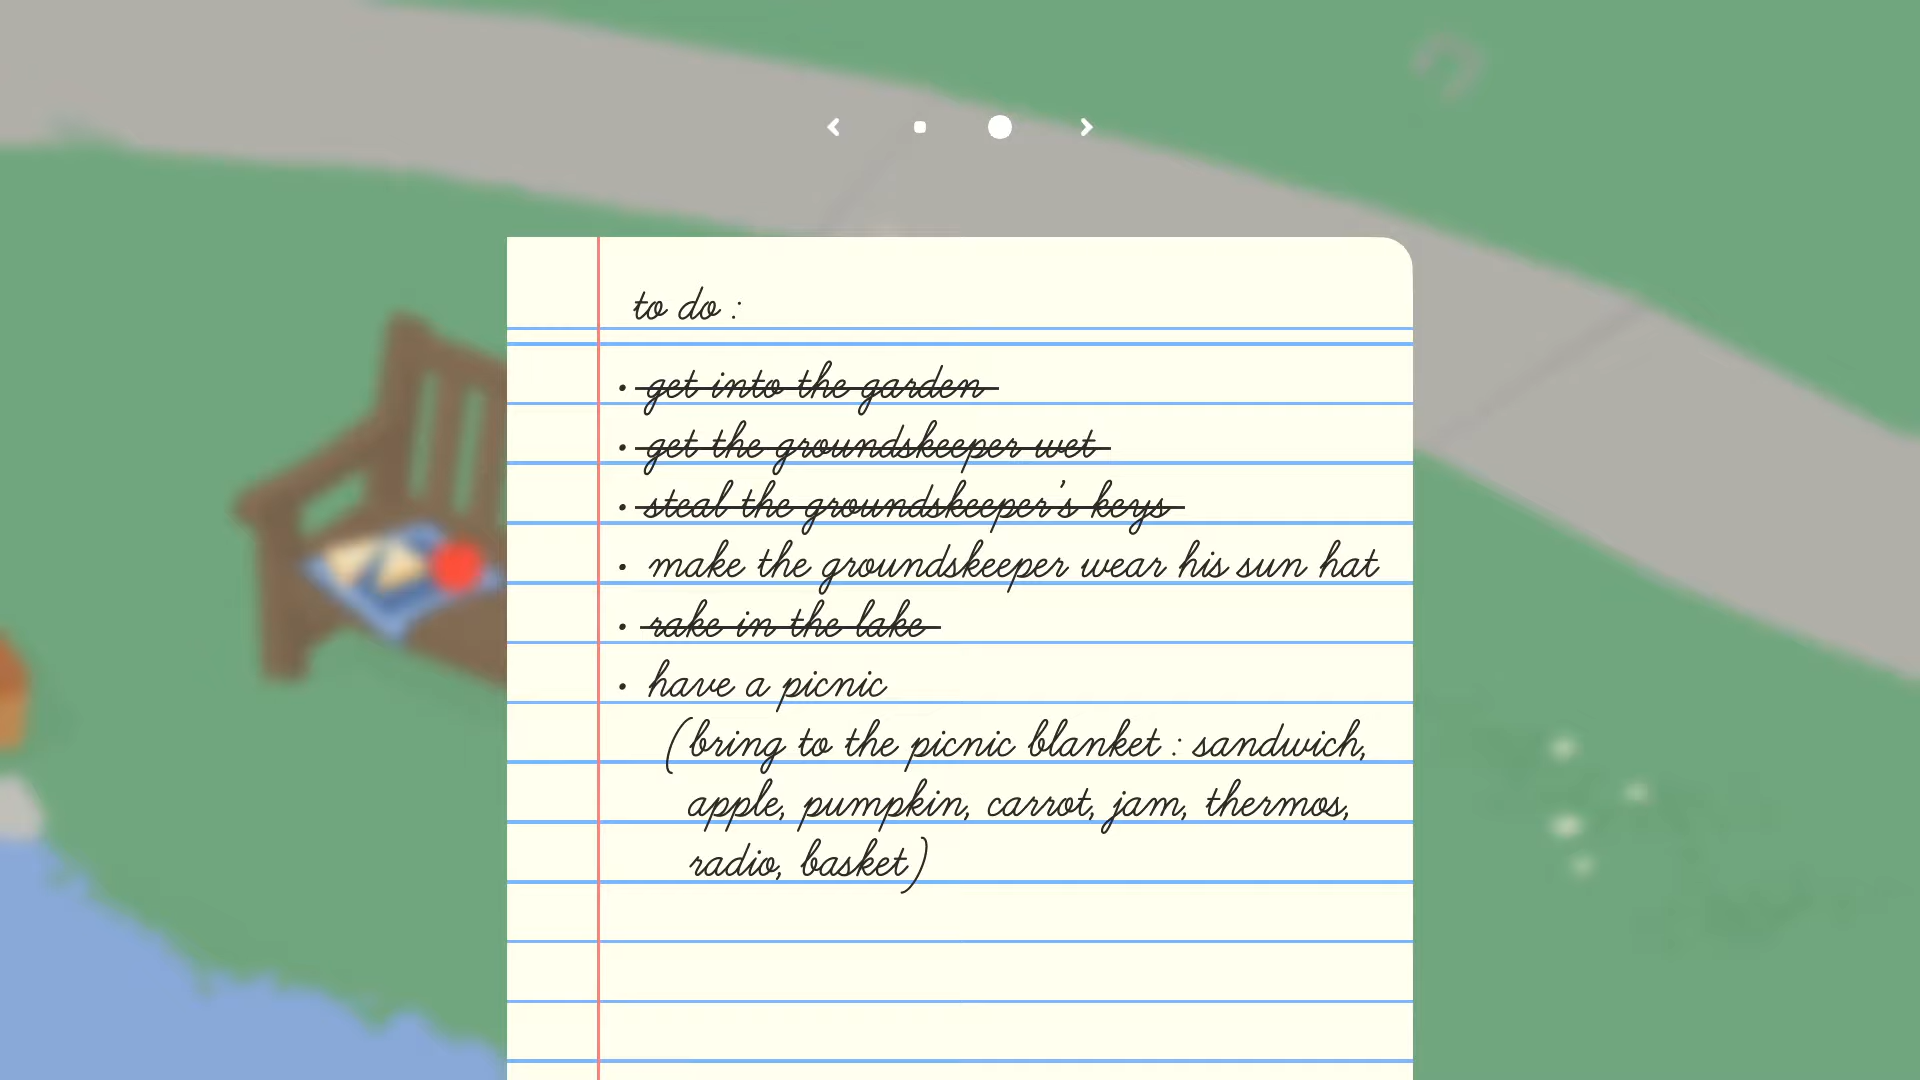 to do :
• get into the garden
• get the groundskeeper wet
• steal the groundskeeper's keys
• make the groundskeeper wear his sun hat
• rake in the lake
• have a picnic
(bring to the picnic blanket : sandwich,
apple, pumpkin, carrot, jam, thermos,
radio, basket)